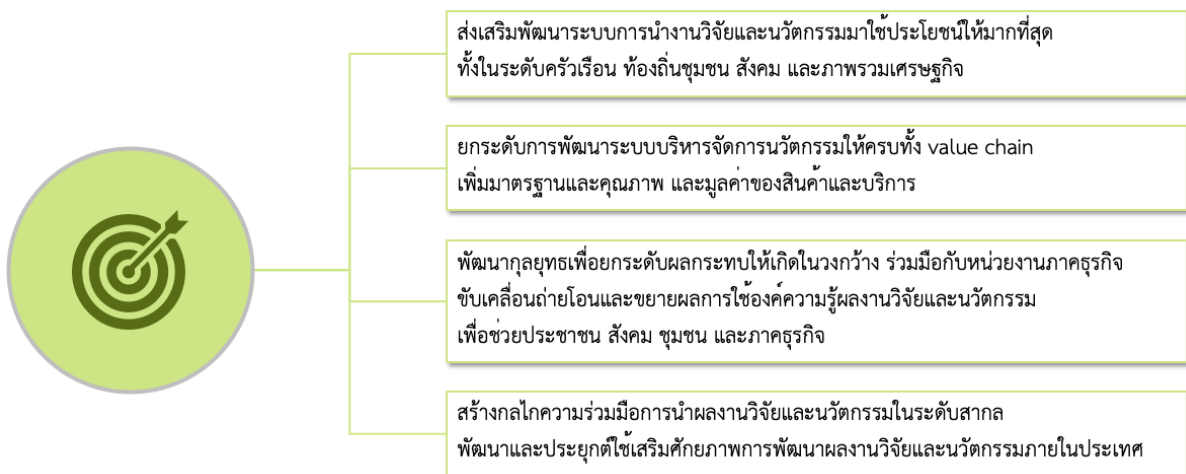 ส่งเสริมพัฒนาระบบการนำงานวิจัยและนวัตกรรมมาใช้ประโยชน์ให้มากที่สุด
ทั้งในระดับครัวเรือน ท้องถิ่นชุมชน สังคม และภาพรวมเศรษฐกิจ
ยกระดับการพัฒนาระบบบริหารจัดการนวัตกรรมให้ครบทั้ง value chain
เพิ่มมาตรฐานและคุณภาพ และมูลค่าของสินค้าและบริการ
พัฒนากุลยุทธเพื่อยกระดับผลกระทบให้เกิดในวงกว้าง ร่วมมือกับหน่วยงานภาคธุรกิจ
ขับเคลื่อนถ่ายโอนและขยายผลการใช้องค์ความรู้ผลงานวิจัยและนวัตกรรม
เพื่อช่วยประชาชน สังคม ชุมชน และภาคธุรกิจ
สร้างกลไกความร่วมมือการนำผลงานวิจัยและนวัตกรรมในระดับสากล
พัฒนาและประยุกต์ใช้เสริมศักยภาพการพัฒนาผลงานวิจัยและนวัตกรรมภายในประเทศ